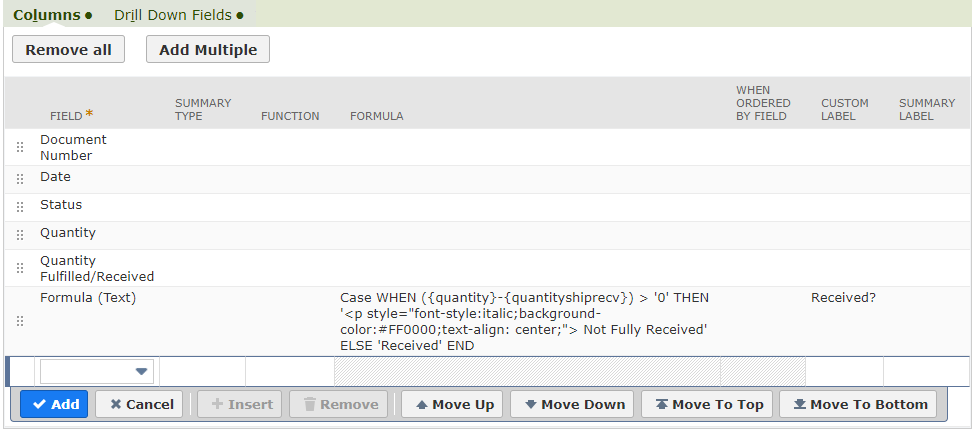 Columns ● Drill Down Fields ●
Remove all Add Multiple
FIELD * SUMMARY TYPE FUNCTION FORMULA WHEN ORDERED BY FIELD CUSTOM LABEL SUMMARY LABEL
Document
Number
Date
Status
Quantity
Quantity
Fulfilled/Received
Formula (Text) Case WHEN ({quantity}-{quantityshiprecv}) > '0' THEN Received?
'<p style="font-style:italic;background-
color:#FF0000;text-align: center;"> Not Fully Received'
ELSE 'Received' END
Add Cancel Insert Remove Move Up Move Down Move To Top Move To Bottom